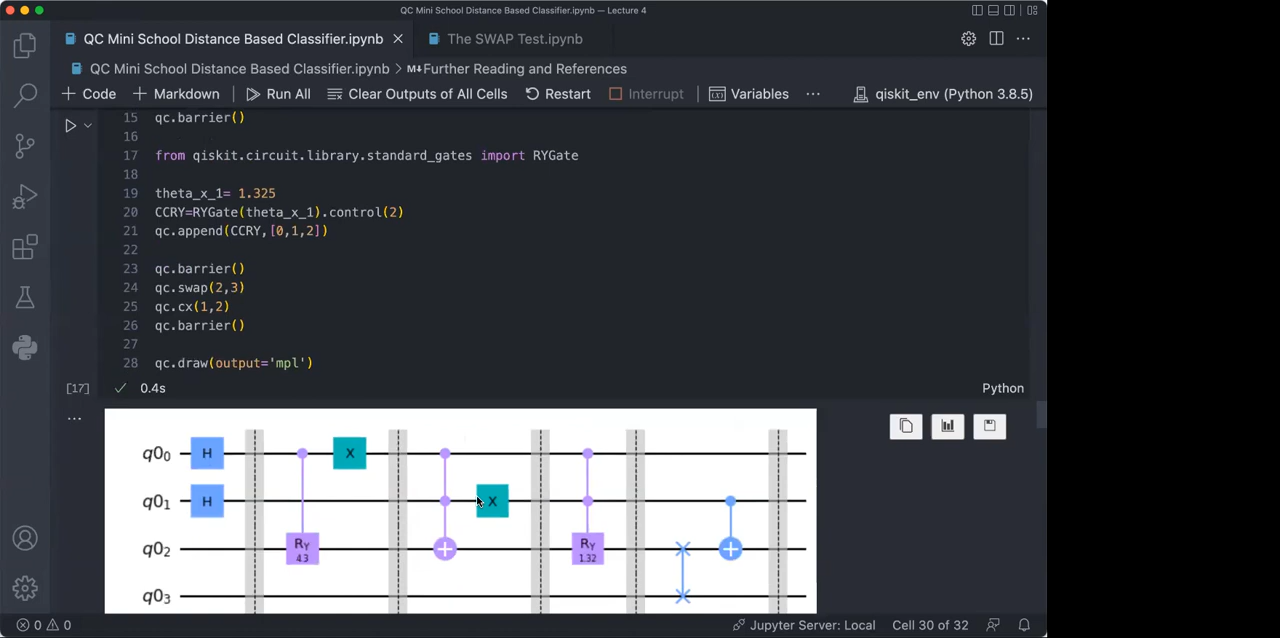 QC Mini School Distance Based Classifier.ipynb — Lecture 4
QC Mini School Distance Based Classifier.ipynb The SWAP Test.ipynb
QC Mini School Distance Based Classifier.ipynb > M+Further Reading and References
+ Code + Markdown Run All Clear Outputs of All Cells Restart Interrupt Variables ... qiskit_env (Python 3.8.5)
15 qc.barrier()
16
17 from qiskit.circuit.library.standard_gates import RYGate
18
19 theta_x_1= 1.325
20 CCRY=RYGate(theta_x_1).control(2)
21 qc.append(CCRY,[0,1,2])
22
23 qc.barrier()
24 qc.swap(2,3)
25 qc.cx(1,2)
26 qc.barrier()
27
28 qc.draw(output='mpl')
[17] 0.4s Python
q0₀ H X
q0₁ H X
q0₂ RY 4.3 RY 1.32
q0₃
0 0 Jupyter Server: Local Cell 30 of 32